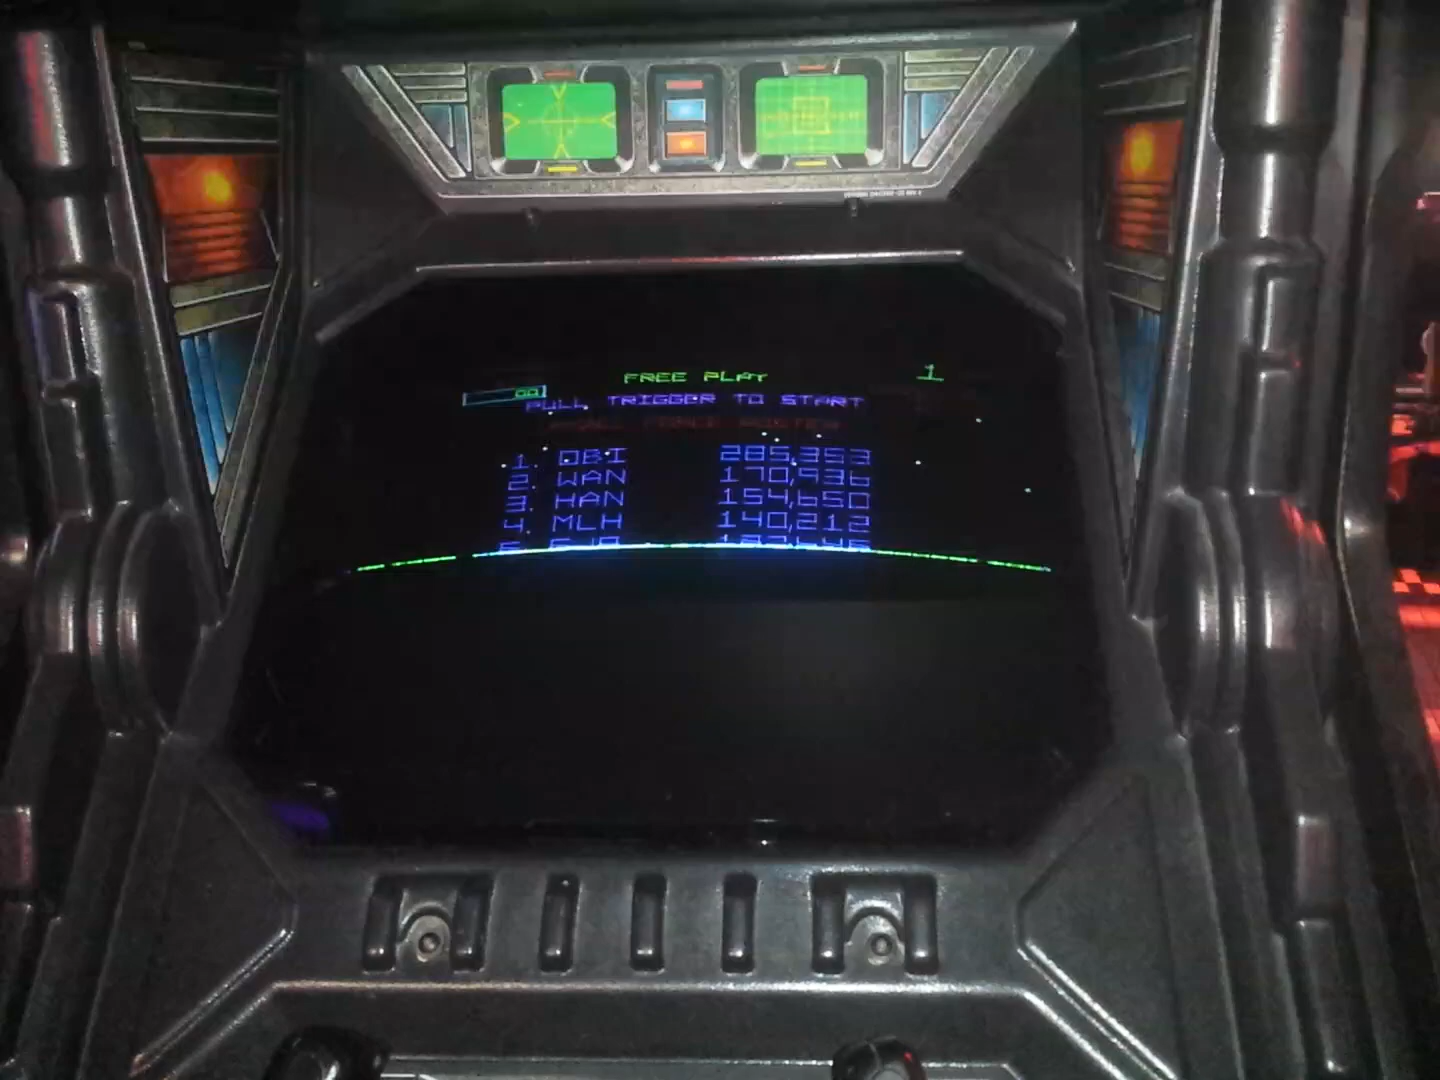 FREE PLAY
1
00
PULL TRIGGER TO START
1. OBI 285,353
2. WAN 170,936
3. HAN 154,650
4. MLH 140,212